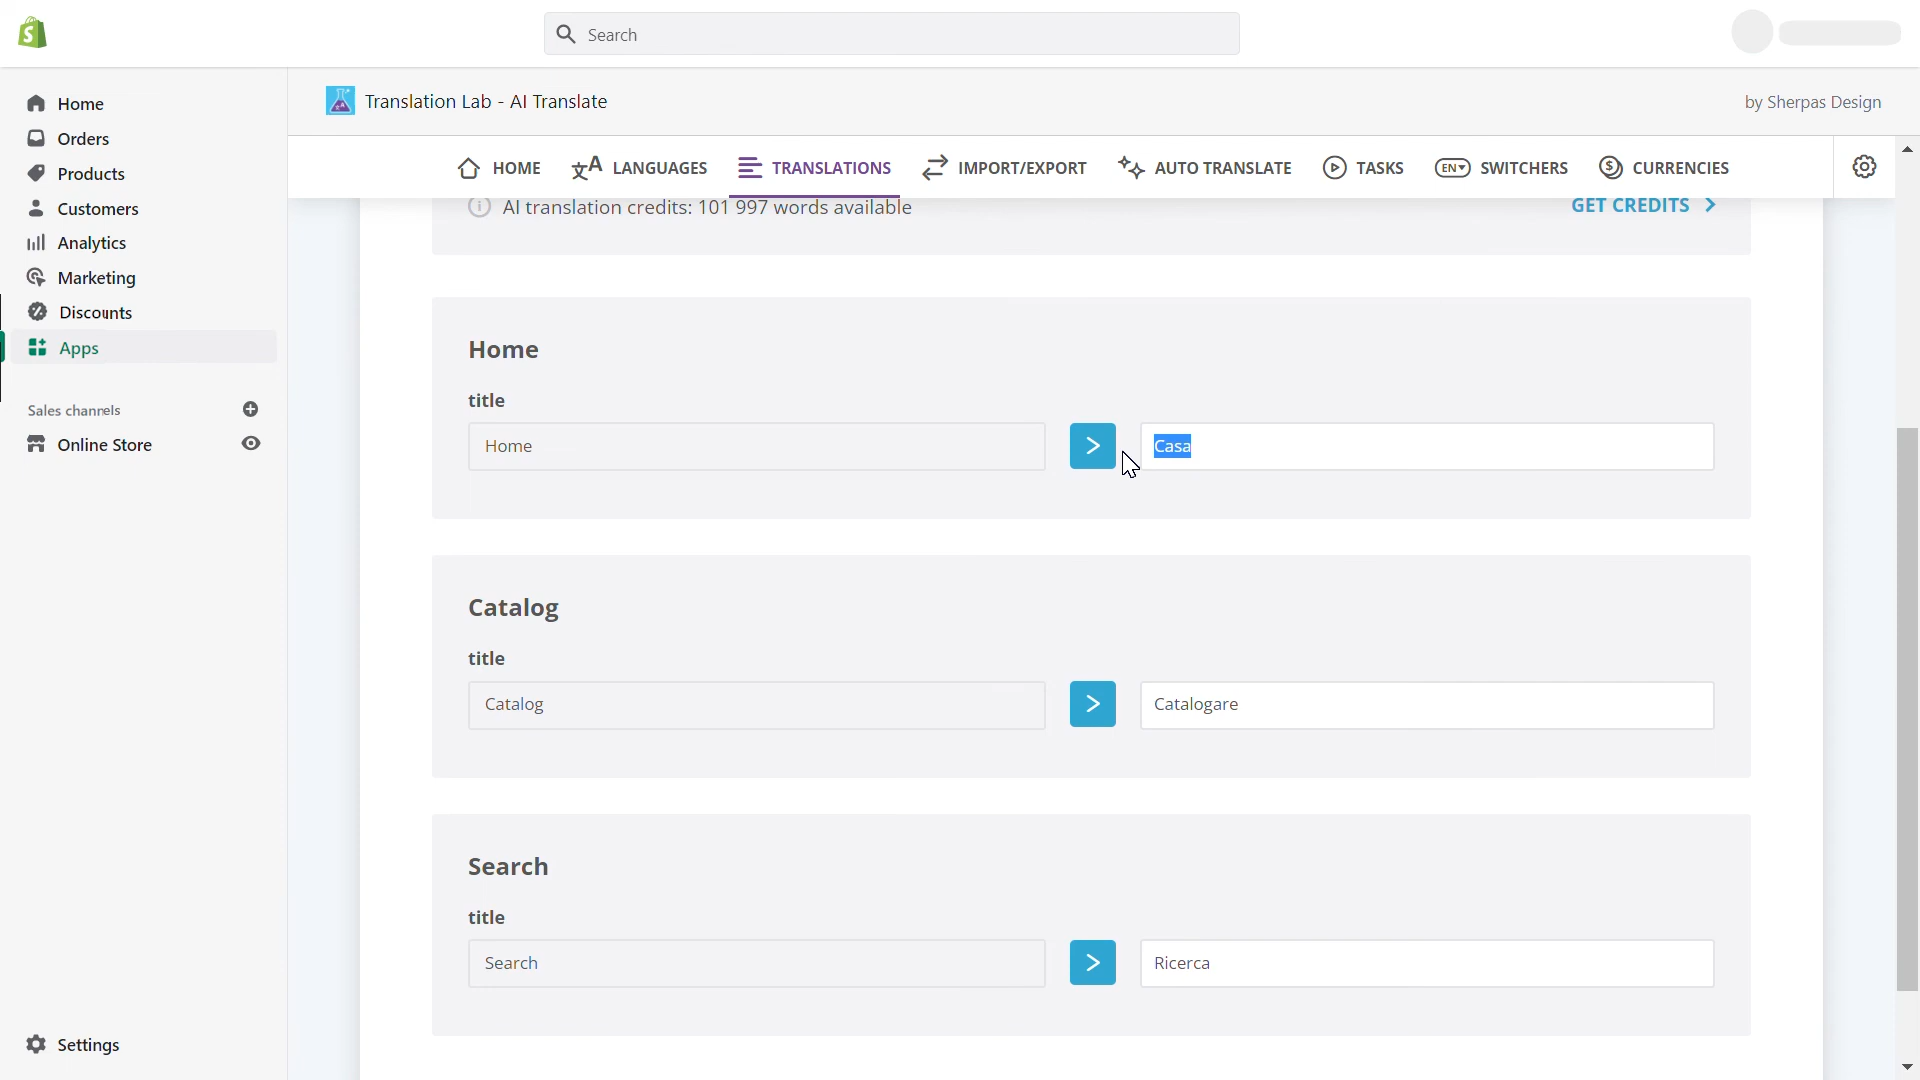 Search
Home
Orders
Products
Customers
Analytics
Marketing
Discounts
Apps
Sales channels
Online Store
Settings
Translation Lab - AI Translate
by Sherpas Design
HOME
LANGUAGES
TRANSLATIONS
IMPORT/EXPORT
AUTO TRANSLATE
TASKS
EN SWITCHERS
CURRENCIES
AI translation credits: 101 997 words available
GET CREDITS
Home
title
Home
Casa
Catalog
title
Catalog
Catalogare
Search
title
Search
Ricerca